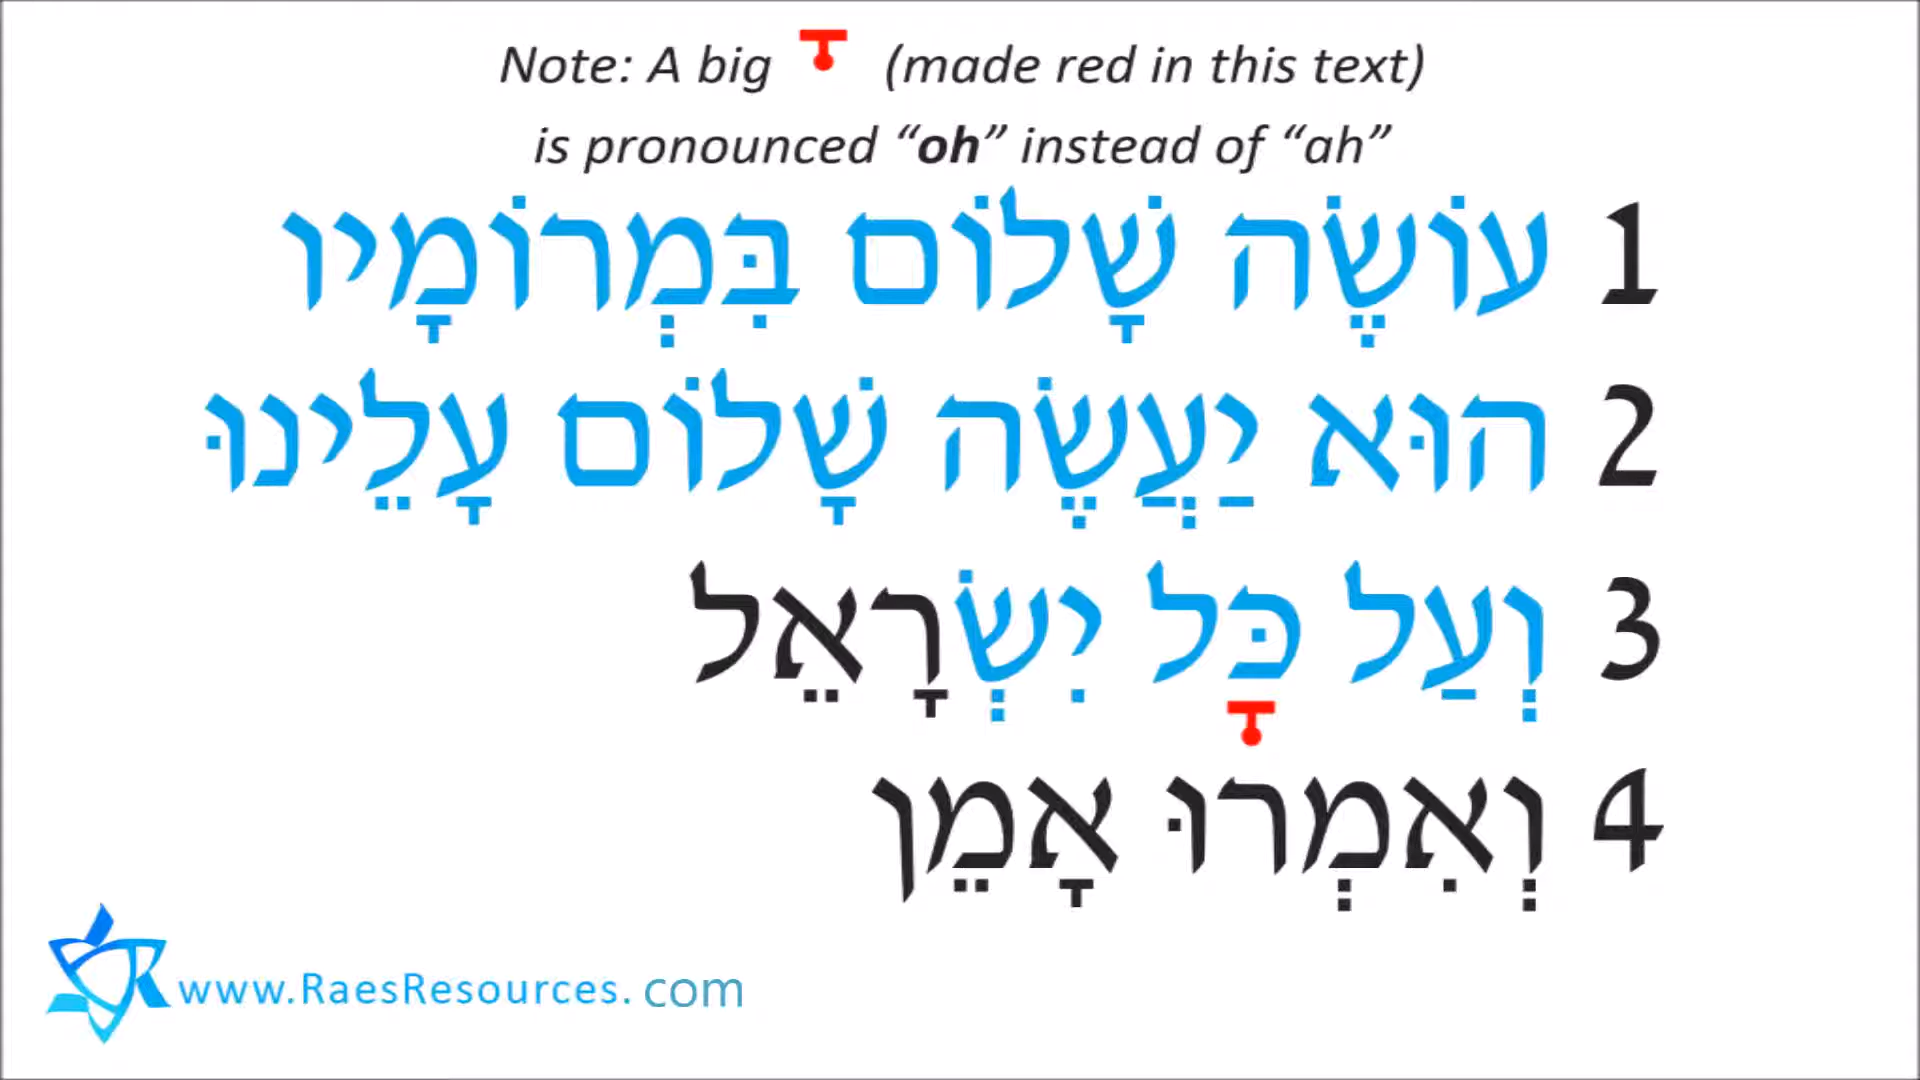 Note: A big ָ (made red in this text)
is pronounced “oh” instead of “ah”
1 עוֹשֶׂה שָׁלוֹם בִּמְרוֹמָיו
2 הוּא יַעֲשֶׂה שָׁלוֹם עָלֵינוּ
3 וְעַל כָּל יִשְׂרָאֵל
4 וְאִמְרוּ אָמֵן
www.RaesResources.com